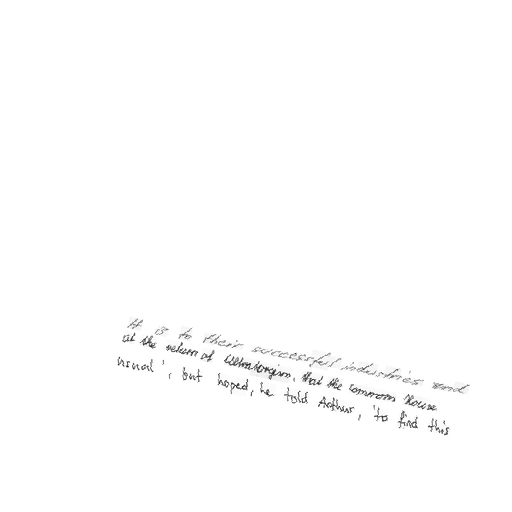 It is to their successful industries and
at the return of Ultramontanism, that the common house
usual', but hoped, he told Arthur, 'to find this